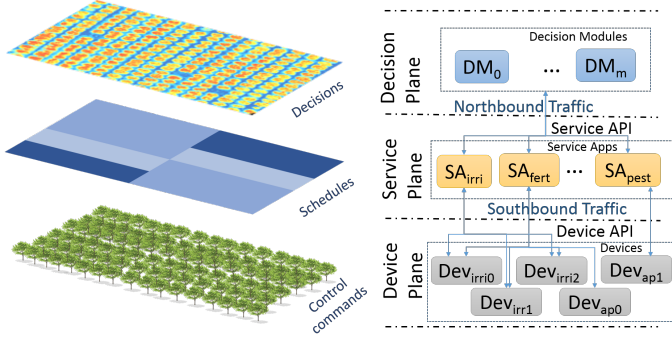 Decisions
Schedules
Control
commands
Decision
Plane
Decision Modules
DM0
...
DMm
Northbound Traffic
Service
Plane
Service API
Service Apps
SAirri
SAfert
...
SApest
Southbound Traffic
Device
Plane
Device API
Devices
Devirri0
Devirri2
Devap1
Devirr1
Devap0